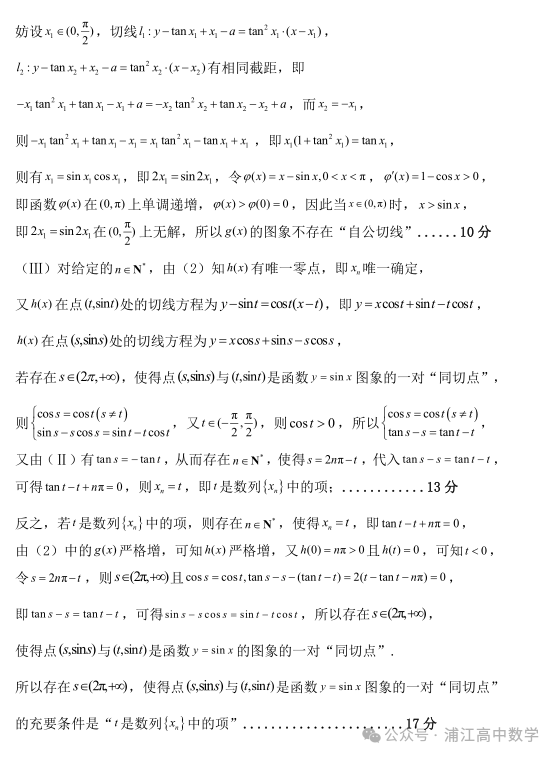 妨设 x₁∈(0, π/2)，切线 l₁ : y−tan x₁+x₁−a=tan² x₁·(x−x₁)，
l₂ : y−tan x₂+x₂−a=tan² x₂·(x−x₂) 有相同截距，即
−x₁ tan² x₁+tan x₁−x₁+a=−x₂ tan² x₂+tan x₂−x₂+a，而 x₂=−x₁，
则 −x₁ tan² x₁+tan x₁−x₁=x₁ tan² x₁−tan x₁+x₁ ，即 x₁(1+tan² x₁)=tan x₁，
则有 x₁=sin x₁ cos x₁，即 2x₁=sin 2x₁，令 φ(x)=x−sin x,0<x<π，φ′(x)=1−cos x>0，
即函数 φ(x) 在 (0,π) 上单调递增，φ(x)>φ(0)=0，因此当 x∈(0,π) 时，x>sin x，
即 2x₁=sin 2x₁ 在 (0, π/2) 上无解，所以 g(x) 的图象不存在“自公切线”......10 分
（Ⅲ）对给定的 n∈N*，由（2）知 h(x) 有唯一零点，即 xₙ 唯一确定，
又 h(x) 在点 (t,sin t) 处的切线方程为 y−sin t=cos t(x−t)，即 y=x cos t+sin t−t cos t，
h(x) 在点 (s,sin s) 处的切线方程为 y=x cos s+sin s−s cos s，
若存在 s∈(2π,+∞)，使得点 (s,sin s) 与 (t,sin t) 是函数 y=sin x 图象的一对“同切点”，
则 {cos s=cos t (s≠t) sin s−s cos s=sin t−t cos t，又 t∈(−π/2, π/2)，则 cos t>0，所以 {cos s=cos t (s≠t) tan s−s=tan t−t，
又由（Ⅱ）有 tan s=−tan t，从而存在 n∈N*，使得 s=2nπ−t，代入 tan s−s=tan t−t，
可得 tan t−t+nπ=0，则 xₙ=t，即 t 是数列 {xₙ} 中的项；............13 分
反之，若 t 是数列 {xₙ} 中的项，则存在 n∈N*，使得 xₙ=t，即 tan t−t+nπ=0，
由（2）中的 g(x) 严格增，可知 h(x) 严格增，又 h(0)=nπ>0 且 h(t)=0，可知 t<0，
令 s=2nπ−t，则 s∈(2π,+∞) 且 cos s=cos t,tan s−s−(tan t−t)=2(t−tan t−nπ)=0，
即 tan s−s=tan t−t，可得 sin s−s cos s=sin t−t cos t，所以存在 s∈(2π,+∞)，
使得点 (s,sin s) 与 (t,sin t) 是函数 y=sin x 的图象的一对“同切点”.
所以存在 s∈(2π,+∞)，使得点 (s,sin s) 与 (t,sin t) 是函数 y=sin x 图象的一对“同切点”
的充要条件是“t 是数列 {xₙ} 中的项”........................17 分
公众号 · 浦江高中数学